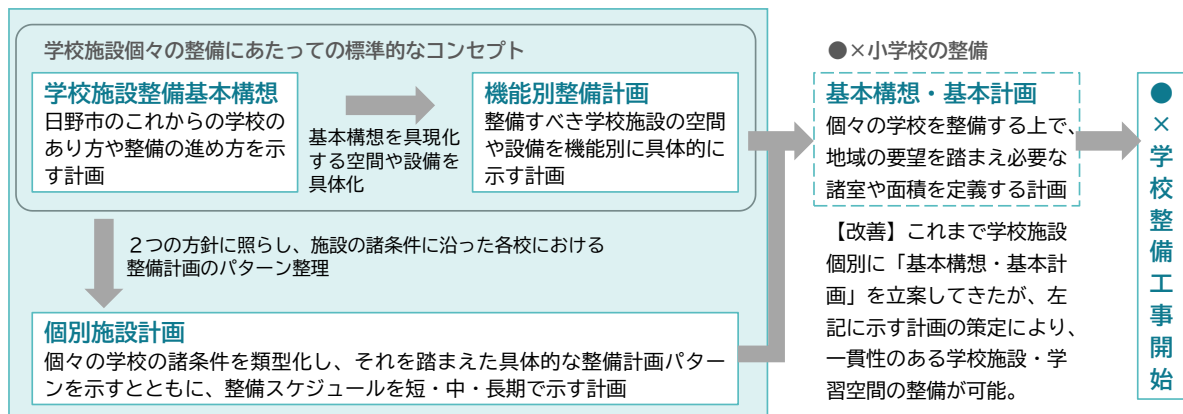 学校施設個々の整備にあたっての標準的なコンセプト
学校施設整備基本構想
日野市のこれからの学校の
あり方や整備の進め方を示
す計画
基本構想を具現化
する空間や設備を
具体化
機能別整備計画
整備すべき学校施設の空間
や設備を機能別に具体的に
示す計画
２つの方針に照らし、施設の諸条件に沿った各校における
整備計画のパターン整理
個別施設計画
個々の学校の諸条件を類型化し、それを踏まえた具体的な整備計画パター
ンを示すとともに、整備スケジュールを短・中・長期で示す計画
●×小学校の整備
基本構想・基本計画
個々の学校を整備する上で、
地域の要望を踏まえ必要な
諸室や面積を定義する計画
【改善】これまで学校施設
個別に「基本構想・基本計
画」を立案してきたが、左
記に示す計画の策定により、
一貫性のある学校施設・学
習空間の整備が可能。
●×学校整備工事開始